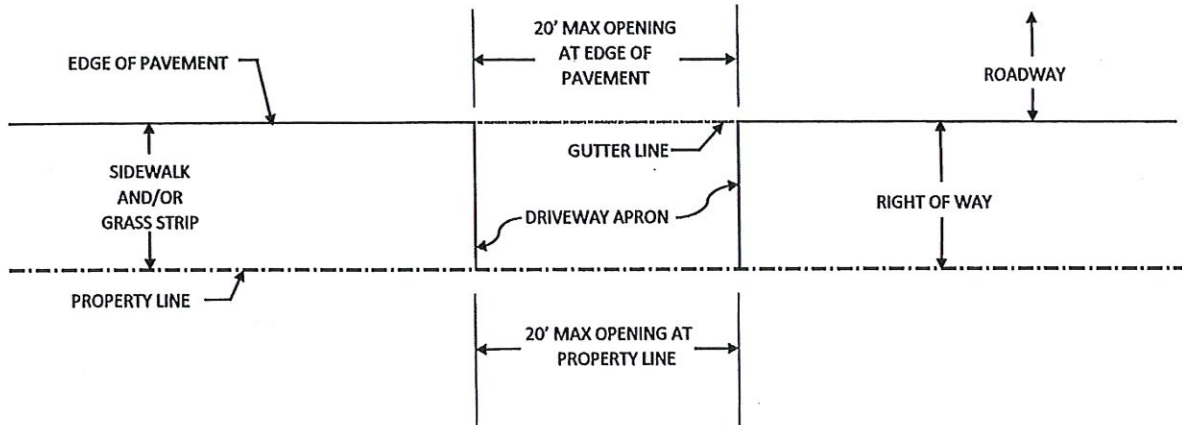 20' MAX OPENING
AT EDGE OF
PAVEMENT
EDGE OF PAVEMENT
ROADWAY
GUTTER LINE
SIDEWALK
AND/OR
GRASS STRIP
DRIVEWAY APRON
RIGHT OF WAY
PROPERTY LINE
20' MAX OPENING AT
PROPERTY LINE